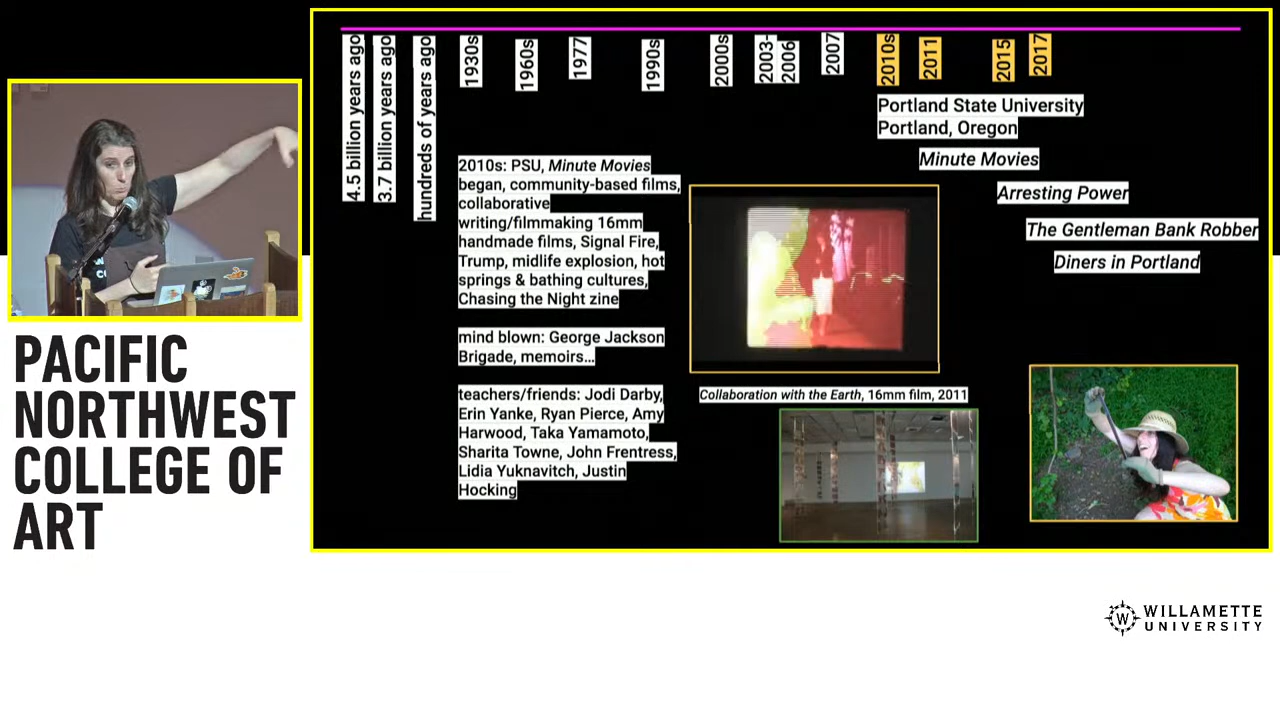 4.5 billion years ago
3.7 billion years ago
hundreds of years ago
1930s
1960s
1977
1990s
2000s
2003-
2006
2007
2010s
2011
2015
2017
Portland State University
Portland, Oregon
Minute Movies
Arresting Power
The Gentleman Bank Robber
Diners in Portland
2010s: PSU, Minute Movies
began, community-based films,
collaborative
writing/filmmaking 16mm
handmade films, Signal Fire,
Trump, midlife explosion, hot
springs & bathing cultures,
Chasing the Night zine
mind blown: George Jackson
Brigade, memoirs...
teachers/friends: Jodi Darby,
Erin Yanke, Ryan Pierce, Amy
Harwood, Taka Yamamoto,
Sharita Towne, John Frentress,
Lidia Yuknavitch, Justin
Hocking
Collaboration with the Earth, 16mm film, 2011
PACIFIC
NORTHWEST
COLLEGE OF
ART
WILLAMETTE
UNIVERSITY